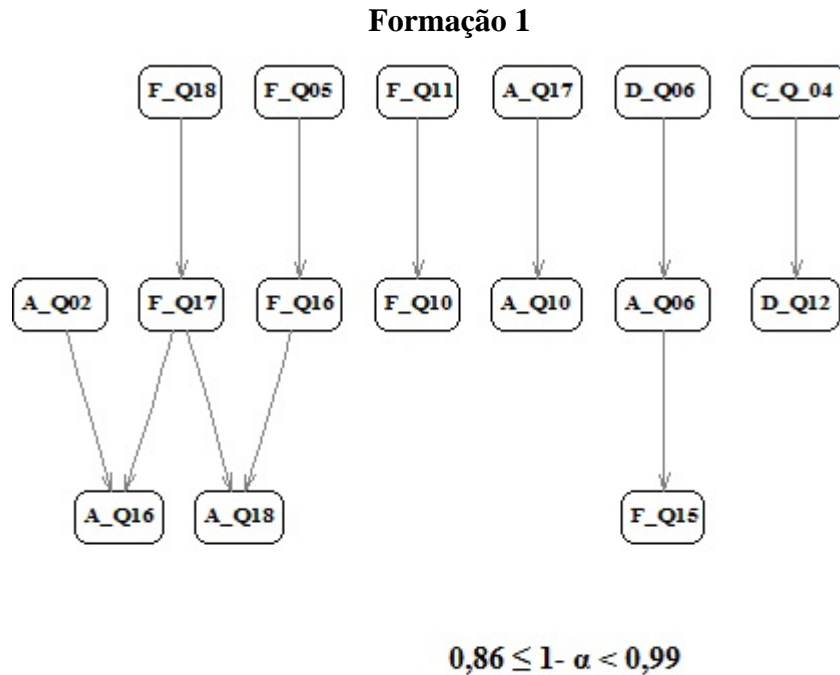 Formação 1
F_Q18 F_Q05 F_Q11 A_Q17 D_Q06 C_Q_04
A_Q02 F_Q17 F_Q16 F_Q10 A_Q10 A_Q06 D_Q12
A_Q16 A_Q18 F_Q15
0,86 ≤ 1- α < 0,99